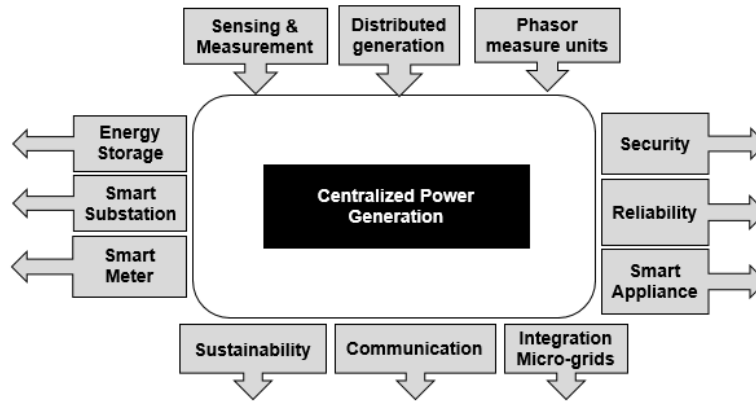 Sensing &
Measurement
Distributed
generation
Phasor
measure units
Energy
Storage
Smart
Substation
Smart
Meter
Centralized Power
Generation
Security
Reliability
Smart
Appliance
Sustainability
Communication
Integration
Micro-grids